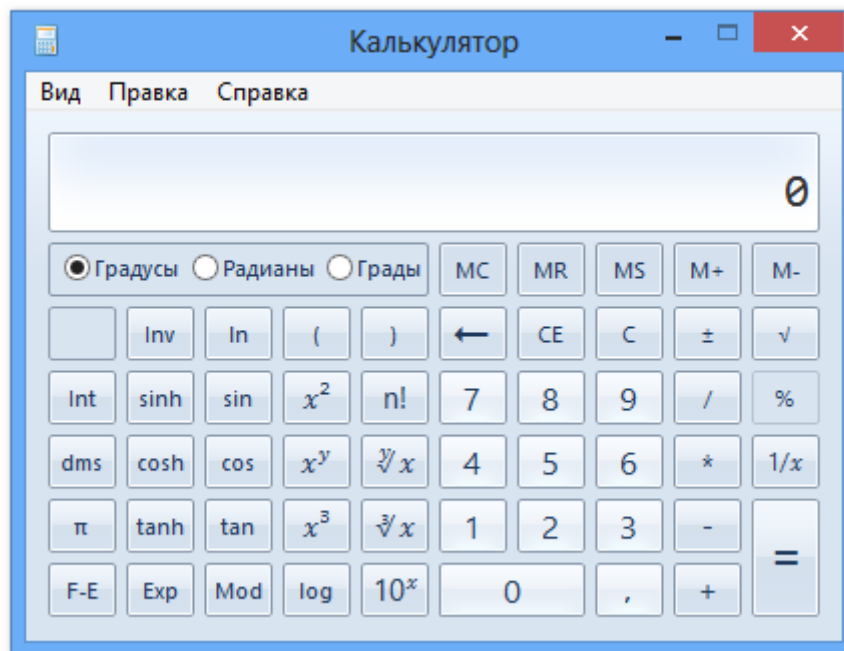 Калькулятор
Вид Правка Справка
0
Градусы Радианы Грады MC MR MS M+ M-
Inv ln ( ) ← CE C ± √
Int sinh sin x² n! 7 8 9 / %
dms cosh cos xʸ ʸ√x 4 5 6 * 1/x
π tanh tan x³ ³√x 1 2 3 - =
F-E Exp Mod log 10ˣ 0 , +